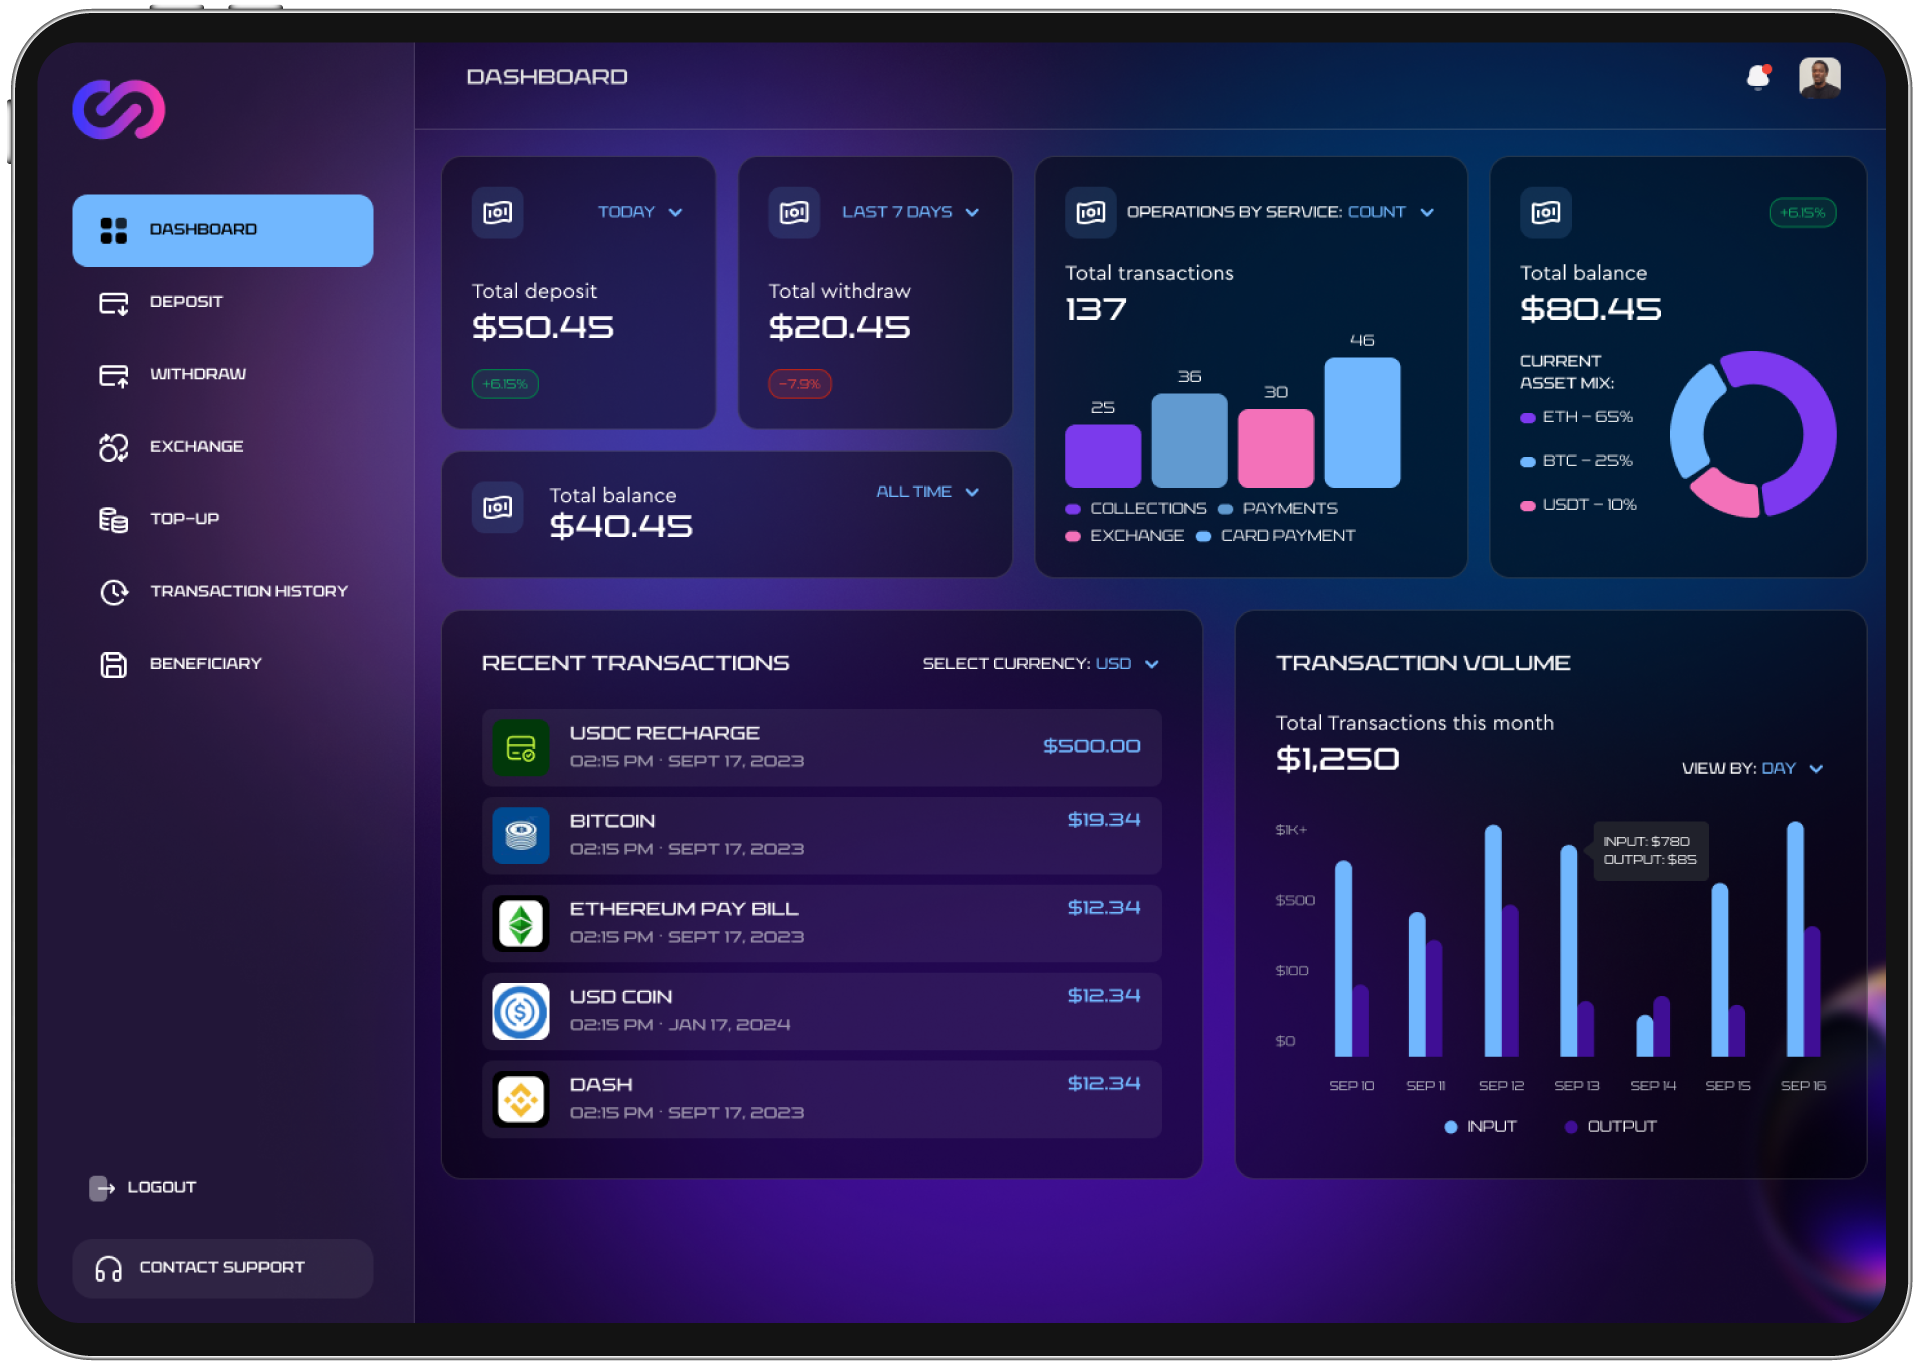 DASHBOARD
DASHBOARD
DEPOSIT
WITHDRAW
EXCHANGE
TOP-UP
TRANSACTION HISTORY
BENEFICIARY
LOGOUT
CONTACT SUPPORT
TODAY
Total deposit
$50.45
+6.15%
LAST 7 DAYS
Total withdraw
$20.45
-7.9%
Total balance
$40.45
ALL TIME
OPERATIONS BY SERVICE: COUNT
Total transactions
137
25
36
30
46
COLLECTIONS PAYMENTS
EXCHANGE CARD PAYMENT
+6.15%
Total balance
$80.45
CURRENT
ASSET MIX:
ETH – 65%
BTC – 25%
USDT – 10%
RECENT TRANSACTIONS
SELECT CURRENCY: USD
USDC RECHARGE
02:15 PM · SEPT 17, 2023
$500.00
BITCOIN
02:15 PM · SEPT 17, 2023
$19.34
ETHEREUM PAY BILL
02:15 PM · SEPT 17, 2023
$12.34
USD COIN
02:15 PM · JAN 17, 2024
$12.34
DASH
02:15 PM · SEPT 17, 2023
$12.34
TRANSACTION VOLUME
Total Transactions this month
$1,250
VIEW BY: DAY
$1K+
$500
$100
$0
INPUT: $780
OUTPUT: $85
SEP 10 SEP 11 SEP 12 SEP 13 SEP 14 SEP 15 SEP 16
INPUT OUTPUT